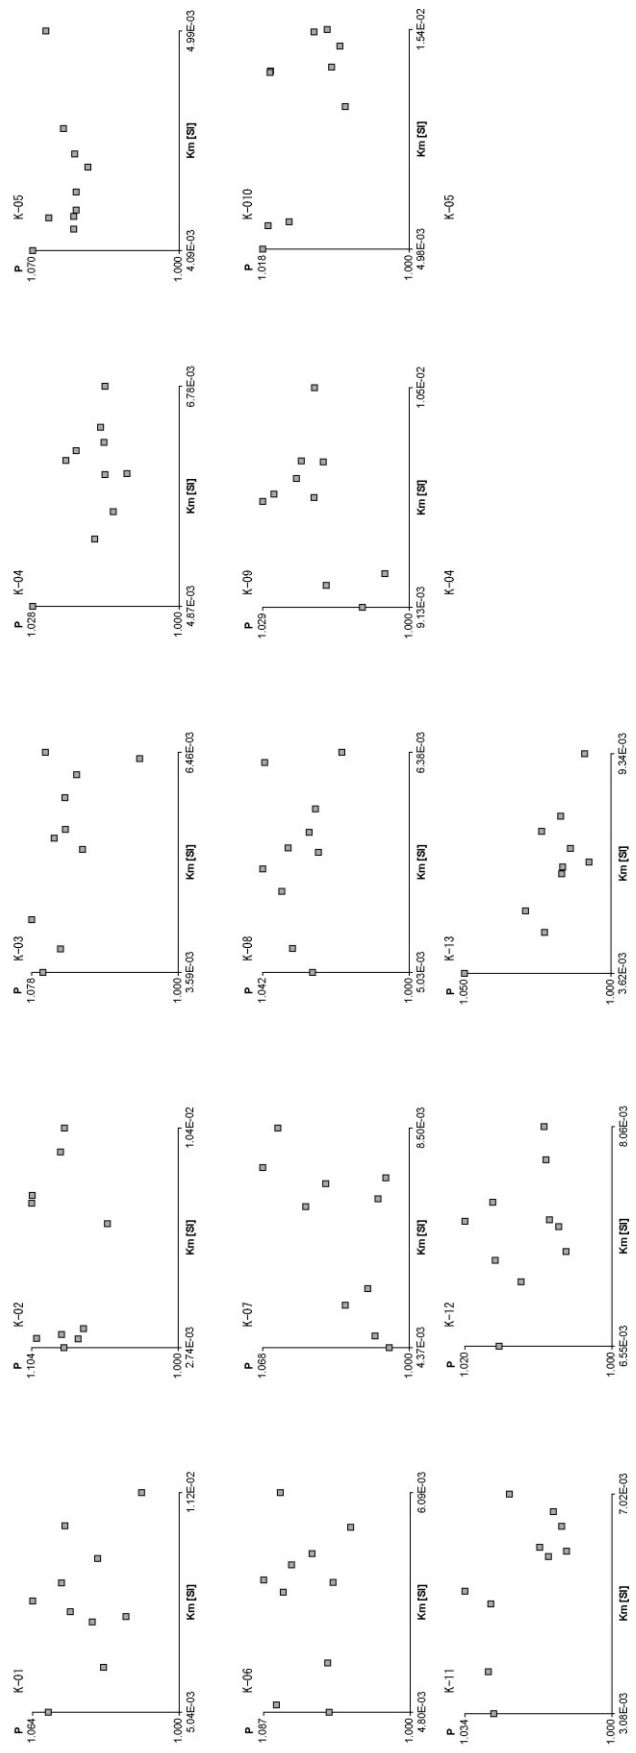 K-01
P
1.064
1.000
5.04E-03
Km [SI]
1.12E-02
K-02
P
1.104
1.000
2.74E-03
Km [SI]
1.04E-02
K-03
P
1.078
1.000
3.59E-03
Km [SI]
6.46E-03
K-04
P
1.028
1.000
4.87E-03
Km [SI]
6.78E-03
K-05
P
1.070
1.000
4.09E-03
Km [SI]
4.99E-03
K-06
P
1.087
1.000
4.80E-03
Km [SI]
6.09E-03
K-07
P
1.068
1.000
4.37E-03
Km [SI]
8.50E-03
K-08
P
1.042
1.000
5.03E-03
Km [SI]
6.38E-03
K-09
P
1.029
1.000
9.13E-03
Km [SI]
1.05E-02
K-010
P
1.018
1.000
4.98E-03
Km [SI]
1.54E-02
K-11
P
1.034
1.000
3.08E-03
Km [SI]
7.02E-03
K-12
P
1.020
1.000
6.55E-03
Km [SI]
8.06E-03
K-13
P
1.050
1.000
3.62E-03
Km [SI]
9.34E-03
K-04
K-05